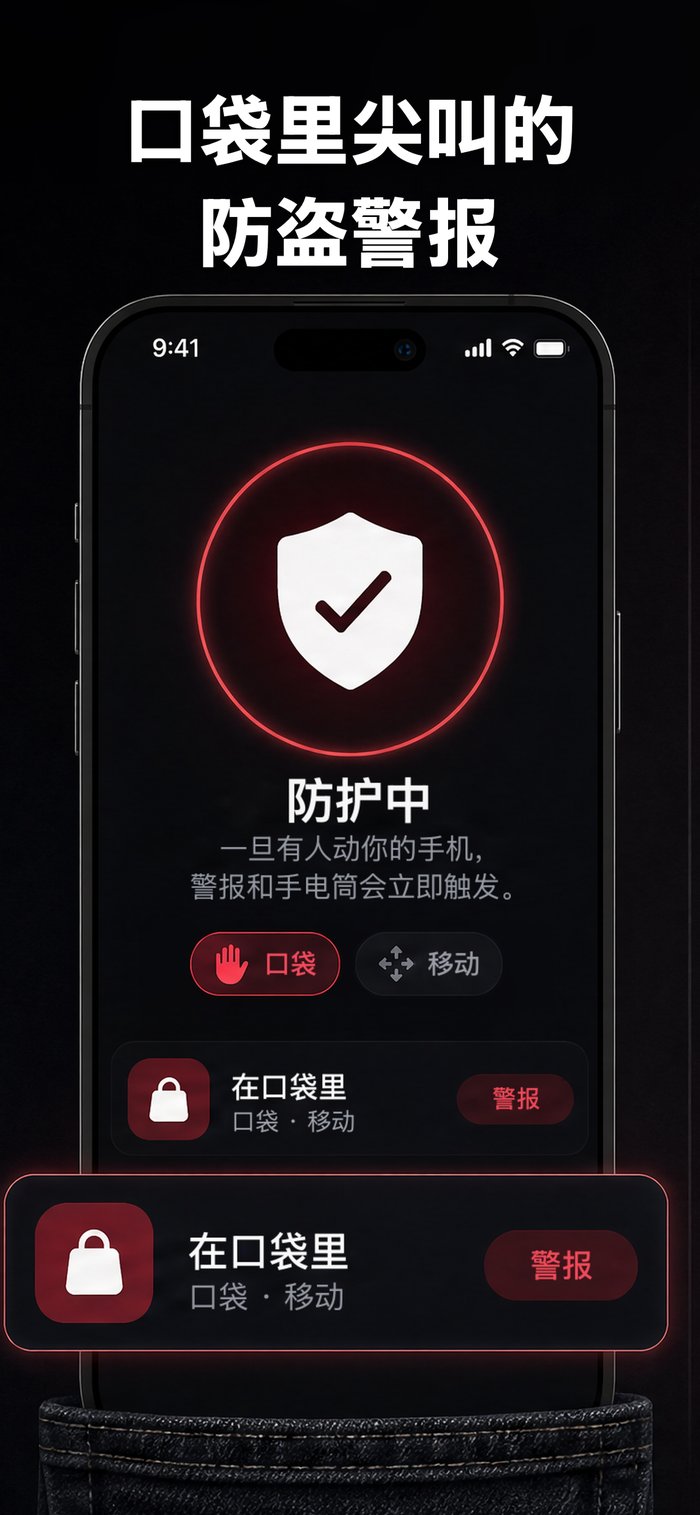 口袋里尖叫的
防盗警报
9:41
防护中
一旦有人动你的手机，
警报和手电筒会立即触发。
口袋
移动
在口袋里
口袋 · 移动
警报
在口袋里
口袋 · 移动
警报